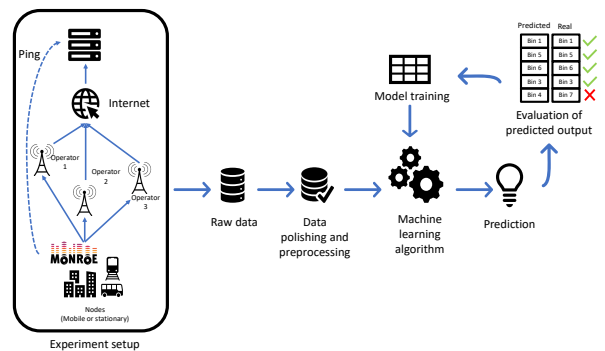 Ping
Internet
Operator
1
Operator
2
Operator
3
MONROE
Nodes
(Mobile or stationary)
Experiment setup
Raw data
Data
polishing and
preprocessing
Machine
learning
algorithm
Model training
Prediction
Predicted Real
Bin 1 Bin 1
Bin 5 Bin 5
Bin 6 Bin 6
Bin 3 Bin 3
Bin 4 Bin 7
Evaluation of
predicted output